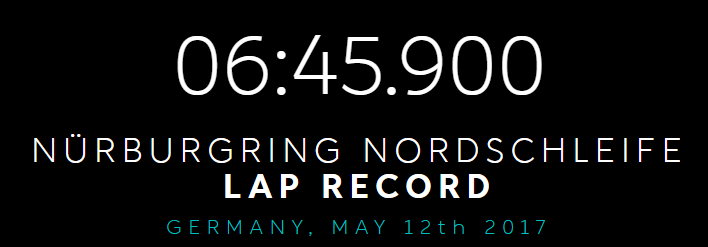 06:45.900
NÜRBURGRING NORDSCHLEIFE
LAP RECORD
GERMANY, MAY 12th 2017